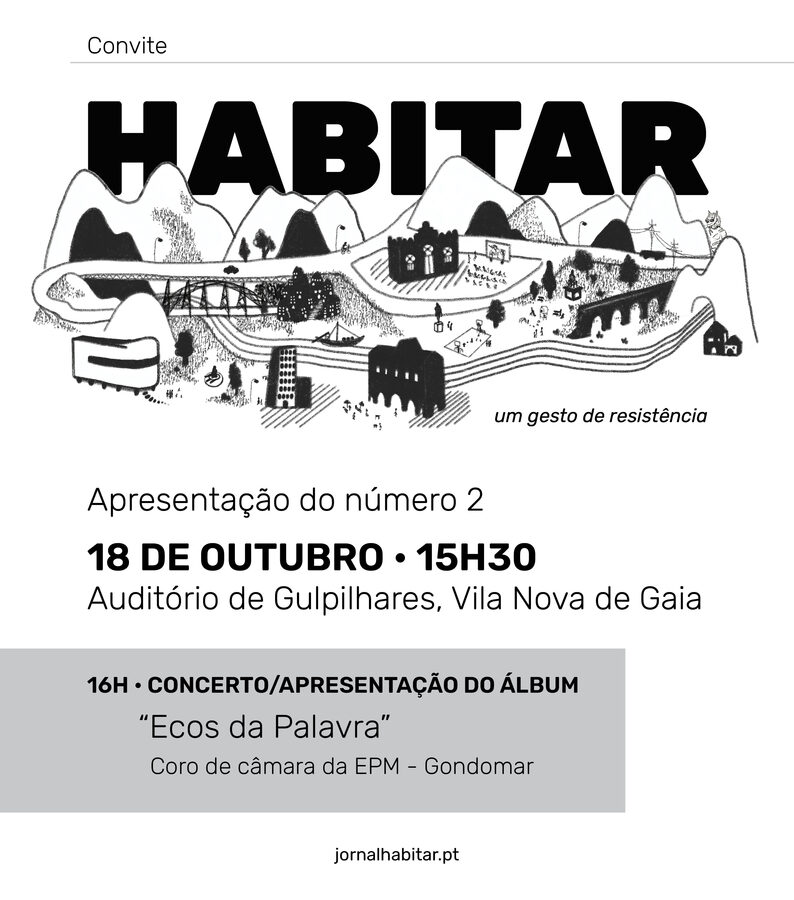 Convite
HABITAR
um gesto de resistência
Apresentação do número 2
18 DE OUTUBRO • 15H30
Auditório de Gulpilhares, Vila Nova de Gaia
16H • CONCERTO/APRESENTAÇÃO DO ÁLBUM
“Ecos da Palavra”
Coro de câmara da EPM - Gondomar
jornalhabitar.pt